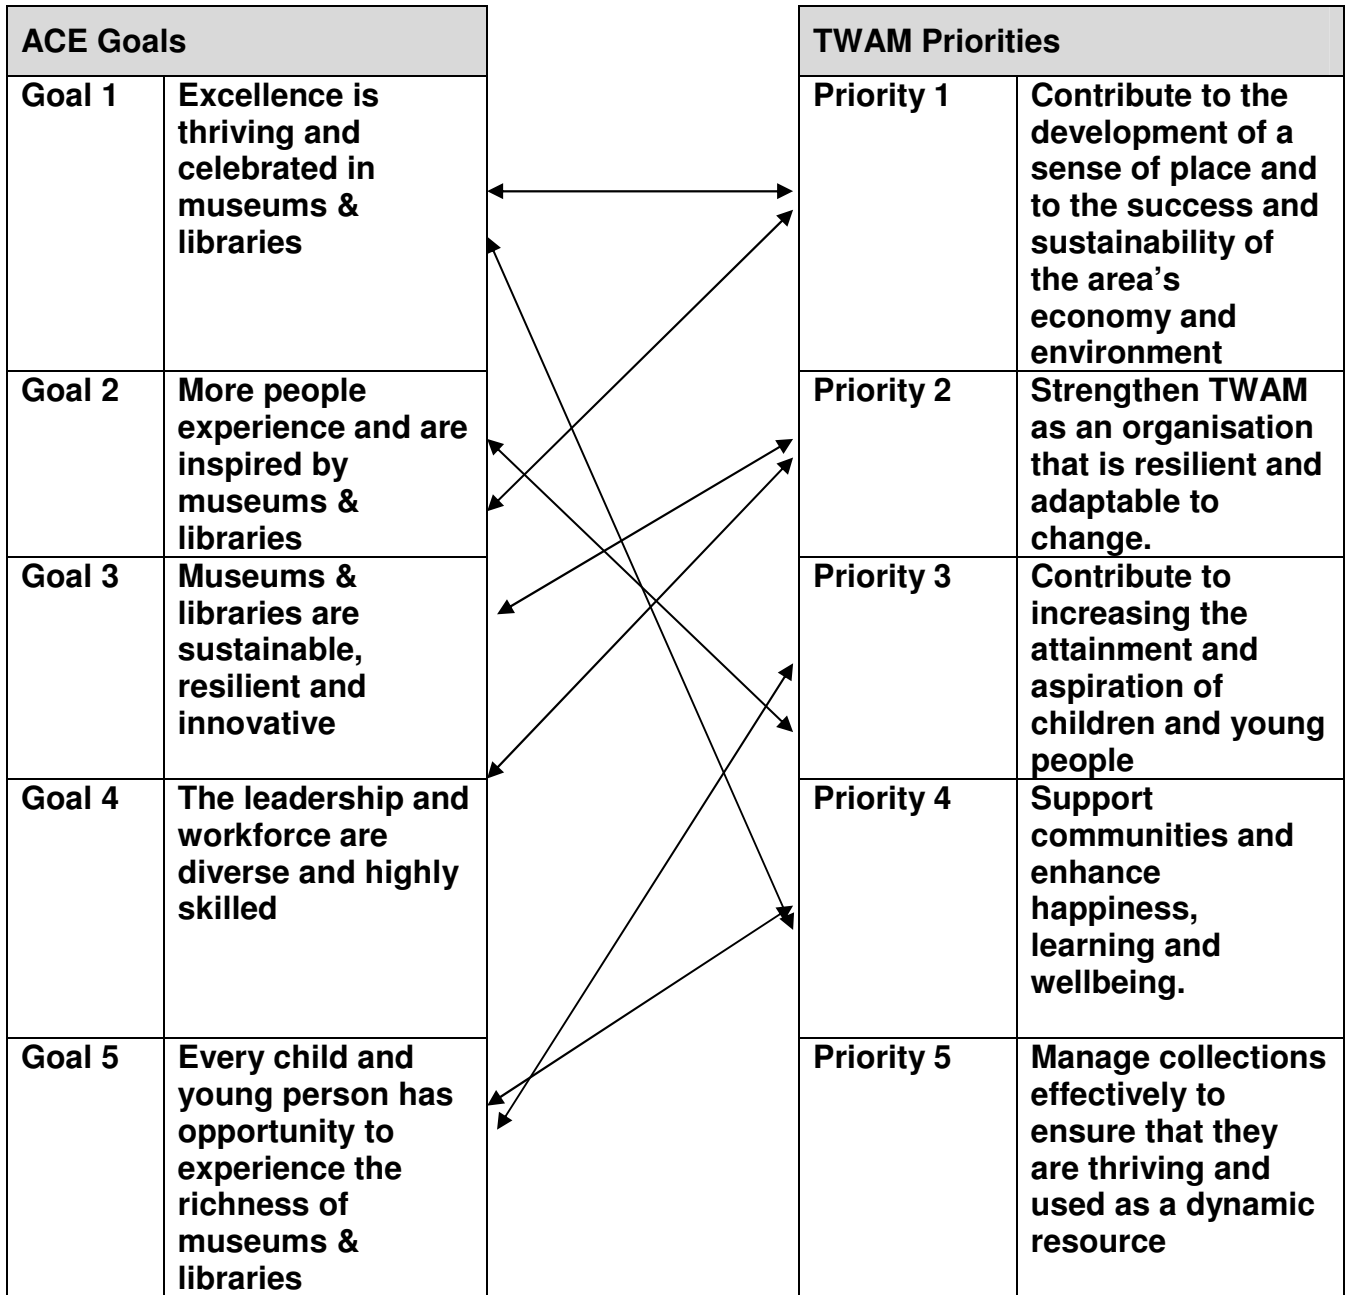 ACE Goals
Goal 1
Excellence is
thriving and
celebrated in
museums &
libraries
Goal 2
More people
experience and are
inspired by
museums &
libraries
Goal 3
Museums &
libraries are
sustainable,
resilient and
innovative
Goal 4
The leadership and
workforce are
diverse and highly
skilled
Goal 5
Every child and
young person has
opportunity to
experience the
richness of
museums &
libraries
TWAM Priorities
Priority 1
Contribute to the
development of a
sense of place and
to the success and
sustainability of
the area’s
economy and
environment
Priority 2
Strengthen TWAM
as an organisation
that is resilient and
adaptable to
change.
Priority 3
Contribute to
increasing the
attainment and
aspiration of
children and young
people
Priority 4
Support
communities and
enhance
happiness,
learning and
wellbeing.
Priority 5
Manage collections
effectively to
ensure that they
are thriving and
used as a dynamic
resource